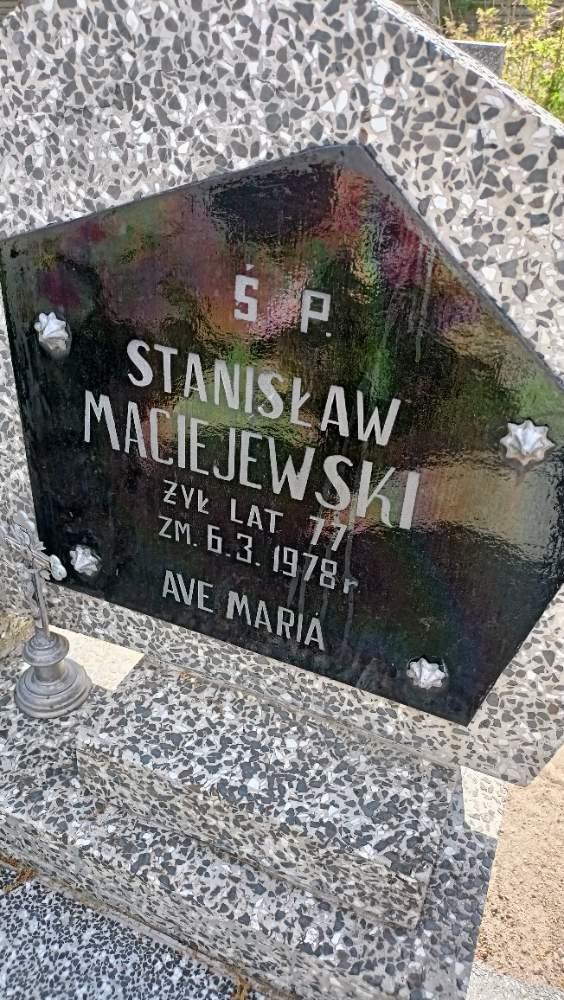 Ś P.
STANISŁAW
MACIEJEWSKI
ŻYŁ LAT 77
ZM. 6.3.1978 r
AVE MARIA